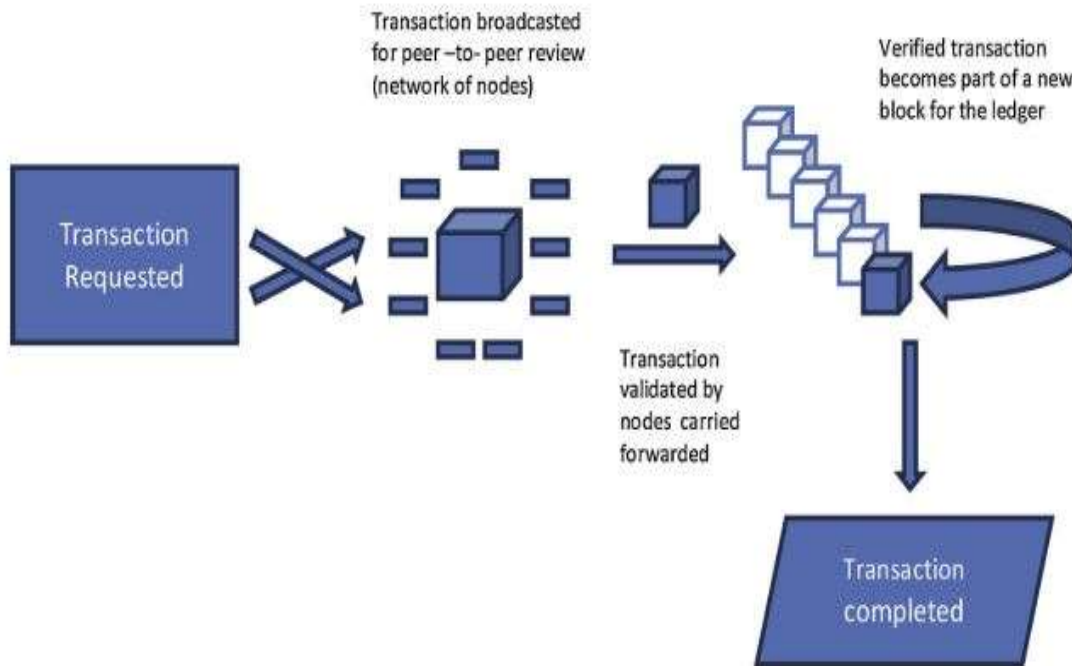 Transaction broadcasted
for peer –to- peer review
(network of nodes)
Verified transaction
becomes part of a new
block for the ledger
Transaction
Requested
Transaction
validated by
nodes carried
forwarded
Transaction
completed